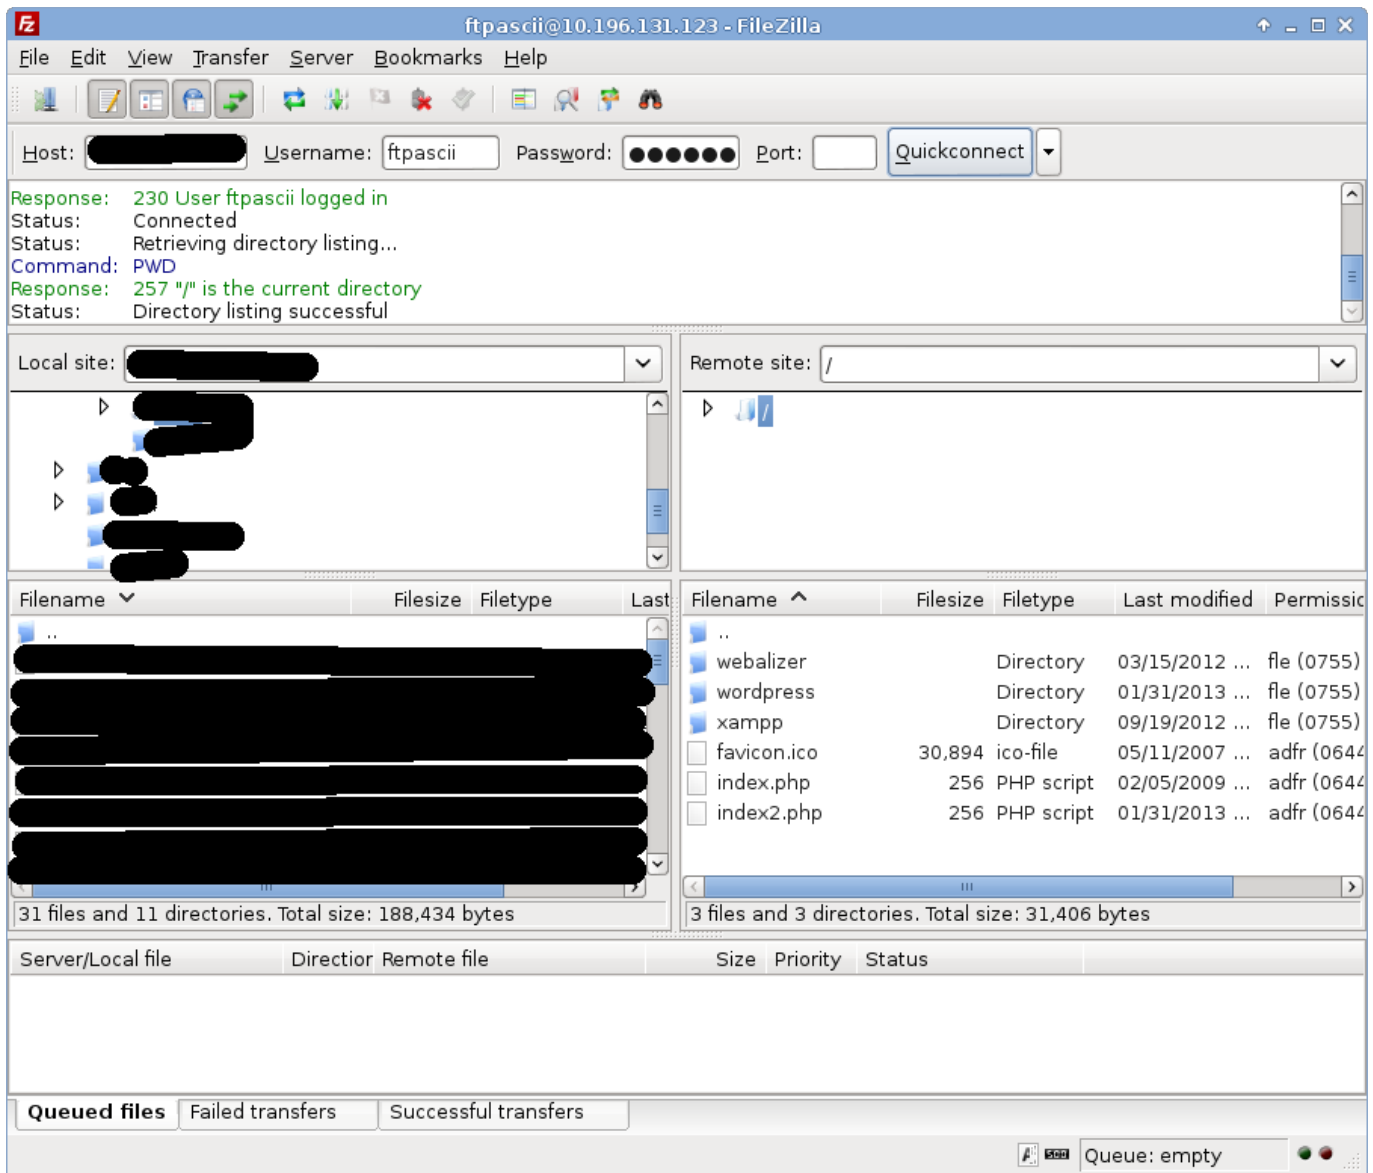 ftpascii@10.196.131.123 - FileZilla
File Edit View Transfer Server Bookmarks Help
Host: Username: ftpascii Password: ●●●●●● Port: Quickconnect
Response: 230 User ftpascii logged in
Status: Connected
Status: Retrieving directory listing...
Command: PWD
Response: 257 "/" is the current directory
Status: Directory listing successful
Local site:
Remote site: /
/
Filename Filesize Filetype Last
..
31 files and 11 directories. Total size: 188,434 bytes
Filename Filesize Filetype Last modified Permissic
..
webalizer Directory 03/15/2012 ... fle (0755)
wordpress Directory 01/31/2013 ... fle (0755)
xampp Directory 09/19/2012 ... fle (0755)
favicon.ico 30,894 ico-file 05/11/2007 ... adfr (0644
index.php 256 PHP script 02/05/2009 ... adfr (0644
index2.php 256 PHP script 01/31/2013 ... adfr (0644
3 files and 3 directories. Total size: 31,406 bytes
Server/Local file Direction Remote file Size Priority Status
Queued files Failed transfers Successful transfers
Queue: empty